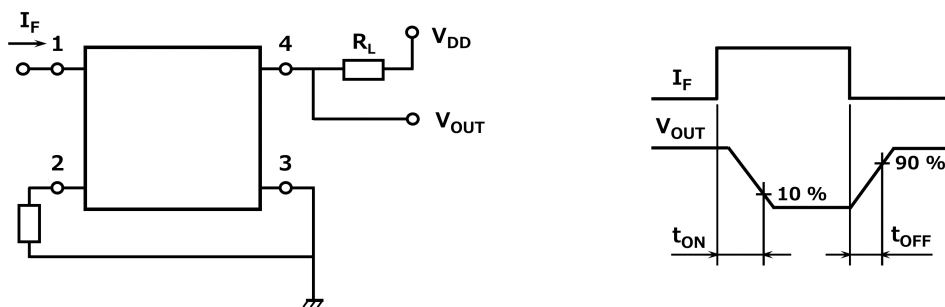 I_F
1
4
R_L
V_DD
V_OUT
2
3
I_F
V_OUT
10 %
90 %
t_ON
t_OFF